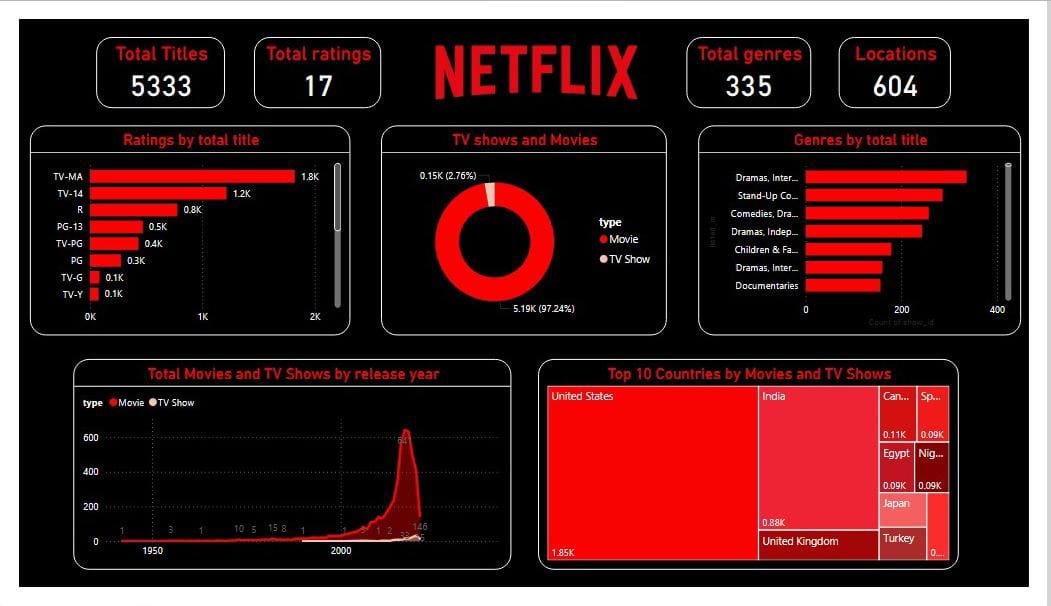 Total Titles
5333
Total ratings
17
NETFLIX
Total genres
335
Locations
604
Ratings by total title
TV-MA
1.8K
TV-14
1.2K
R
0.8K
PG-13
0.5K
TV-PG
0.4K
PG
0.3K
TV-G
0.1K
TV-Y
0.1K
0K
1K
2K
TV shows and Movies
0.15K (2.76%)
5.19K (97.24%)
type
Movie
TV Show
Genres by total title
listed_in
Dramas, Inter...
Stand-Up Co...
Comedies, Dra...
Dramas, Indep...
Children & Fa...
Dramas, Inter...
Documentaries
0
200
400
Count of show_id
Total Movies and TV Shows by release year
type Movie TV Show
600
400
200
0
641
146
1
3
1
10
5
15
8
1
1
1
2
1950
2000
Top 10 Countries by Movies and TV Shows
United States
1.85K
India
0.88K
United Kingdom
Can...
0.11K
Sp...
0.09K
Egypt
0.09K
Nig...
0.09K
Japan
Turkey
0....